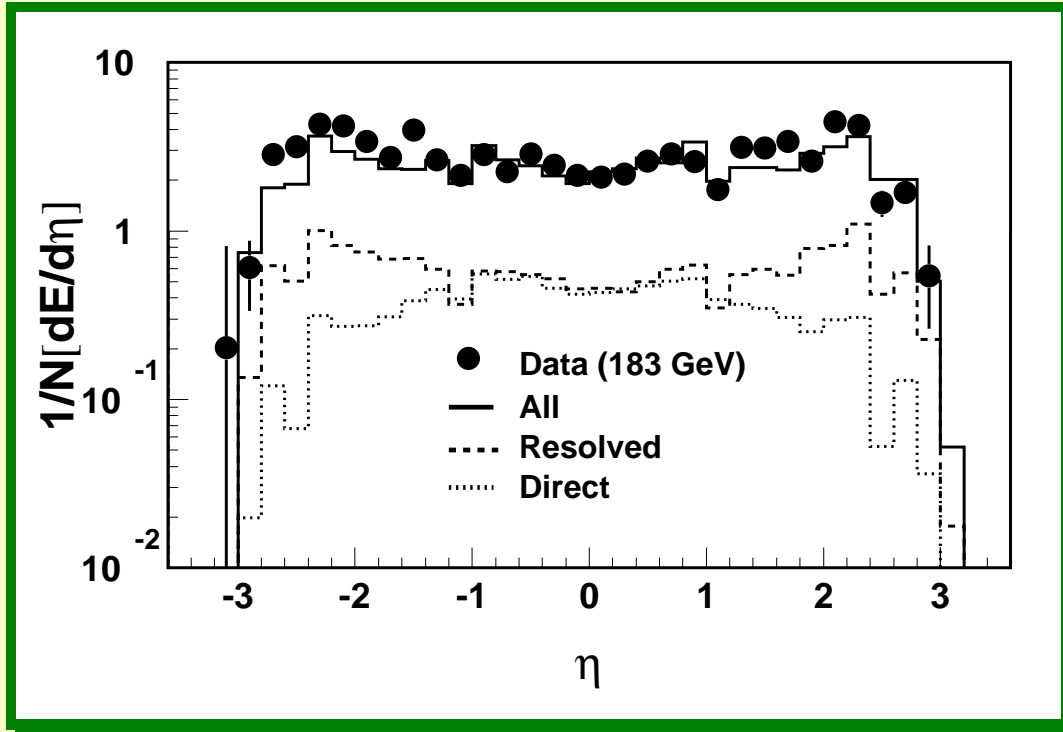 1/N[dE/dη]
10
1
10 -1
10 -2
Data (183 GeV)
All
Resolved
Direct
-3 -2 -1 0 1 2 3
η